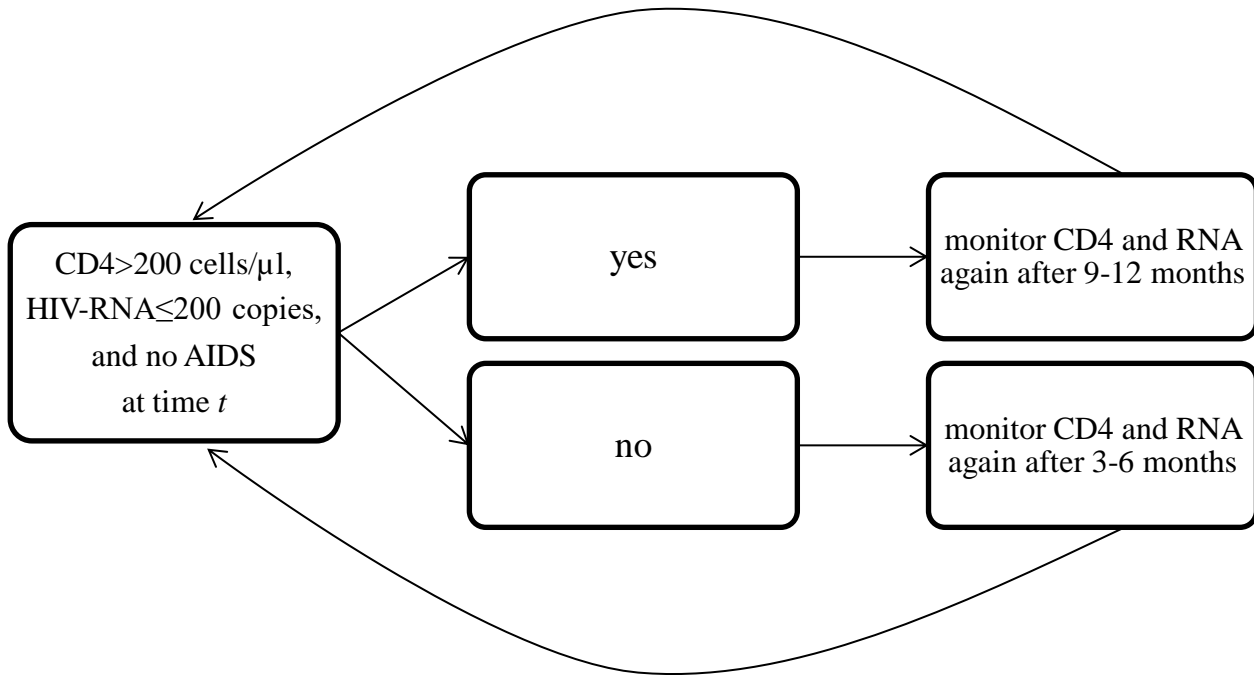 CD4>200 cells/µl,
HIV-RNA≤200 copies,
and no AIDS
at time t
yes
monitor CD4 and RNA
again after 9-12 months
no
monitor CD4 and RNA
again after 3-6 months